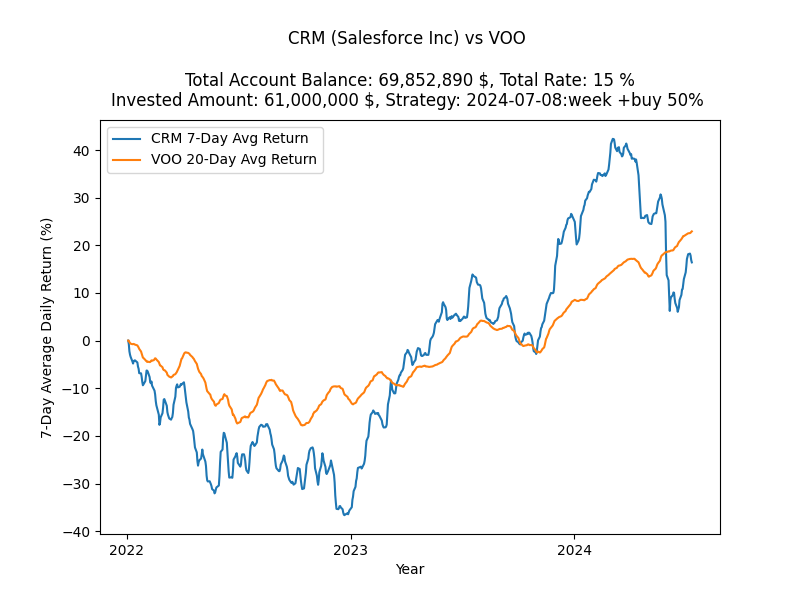 CRM (Salesforce Inc) vs VOO
Total Account Balance: 69,852,890 $, Total Rate: 15 %
Invested Amount: 61,000,000 $, Strategy: 2024-07-08:week +buy 50%
CRM 7-Day Avg Return
VOO 20-Day Avg Return
7-Day Average Daily Return (%)
40
30
20
10
0
−10
−20
−30
−40
2022
2023
2024
Year